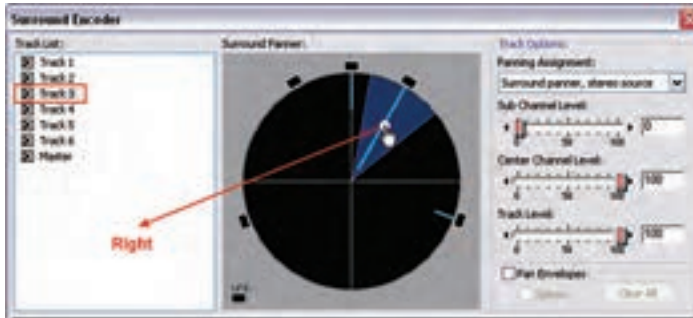 Surround Encoder
Track List:
Track 1
Track 2
Track 3
Track 4
Track 5
Track 6
Master
Surround Panner:
Right
LFE
Track Options:
Panning Assignment:
Surround panner, stereo source
Sub Channel Level:
0
0 50 100
Center Channel Level:
100
0 50 100
Track Level:
100
0 50 100
Pan Envelopes
Clear All